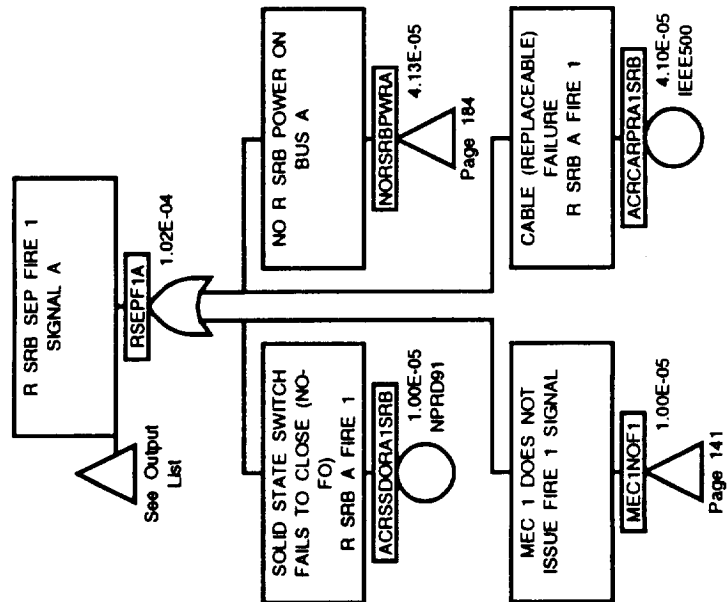 R SRB SEP FIRE 1
SIGNAL A
See Output
List
RSEPF1A
1.02E-04
SOLID STATE SWITCH
FAILS TO CLOSE (NO-
FO)
R SRB A FIRE 1
ACRSSDORA1SRB
1.00E-05
NPRD91
NO R SRB POWER ON
BUS A
NORSRBPWRA
4.13E-05
Page 184
MEC 1 DOES NOT
ISSUE FIRE 1 SIGNAL
MEC1NOF1
1.00E-05
Page 141
CABLE (REPLACEABLE)
FAILURE
R SRB A FIRE 1
ACRCARPRA1SRB
4.10E-05
IEEE500